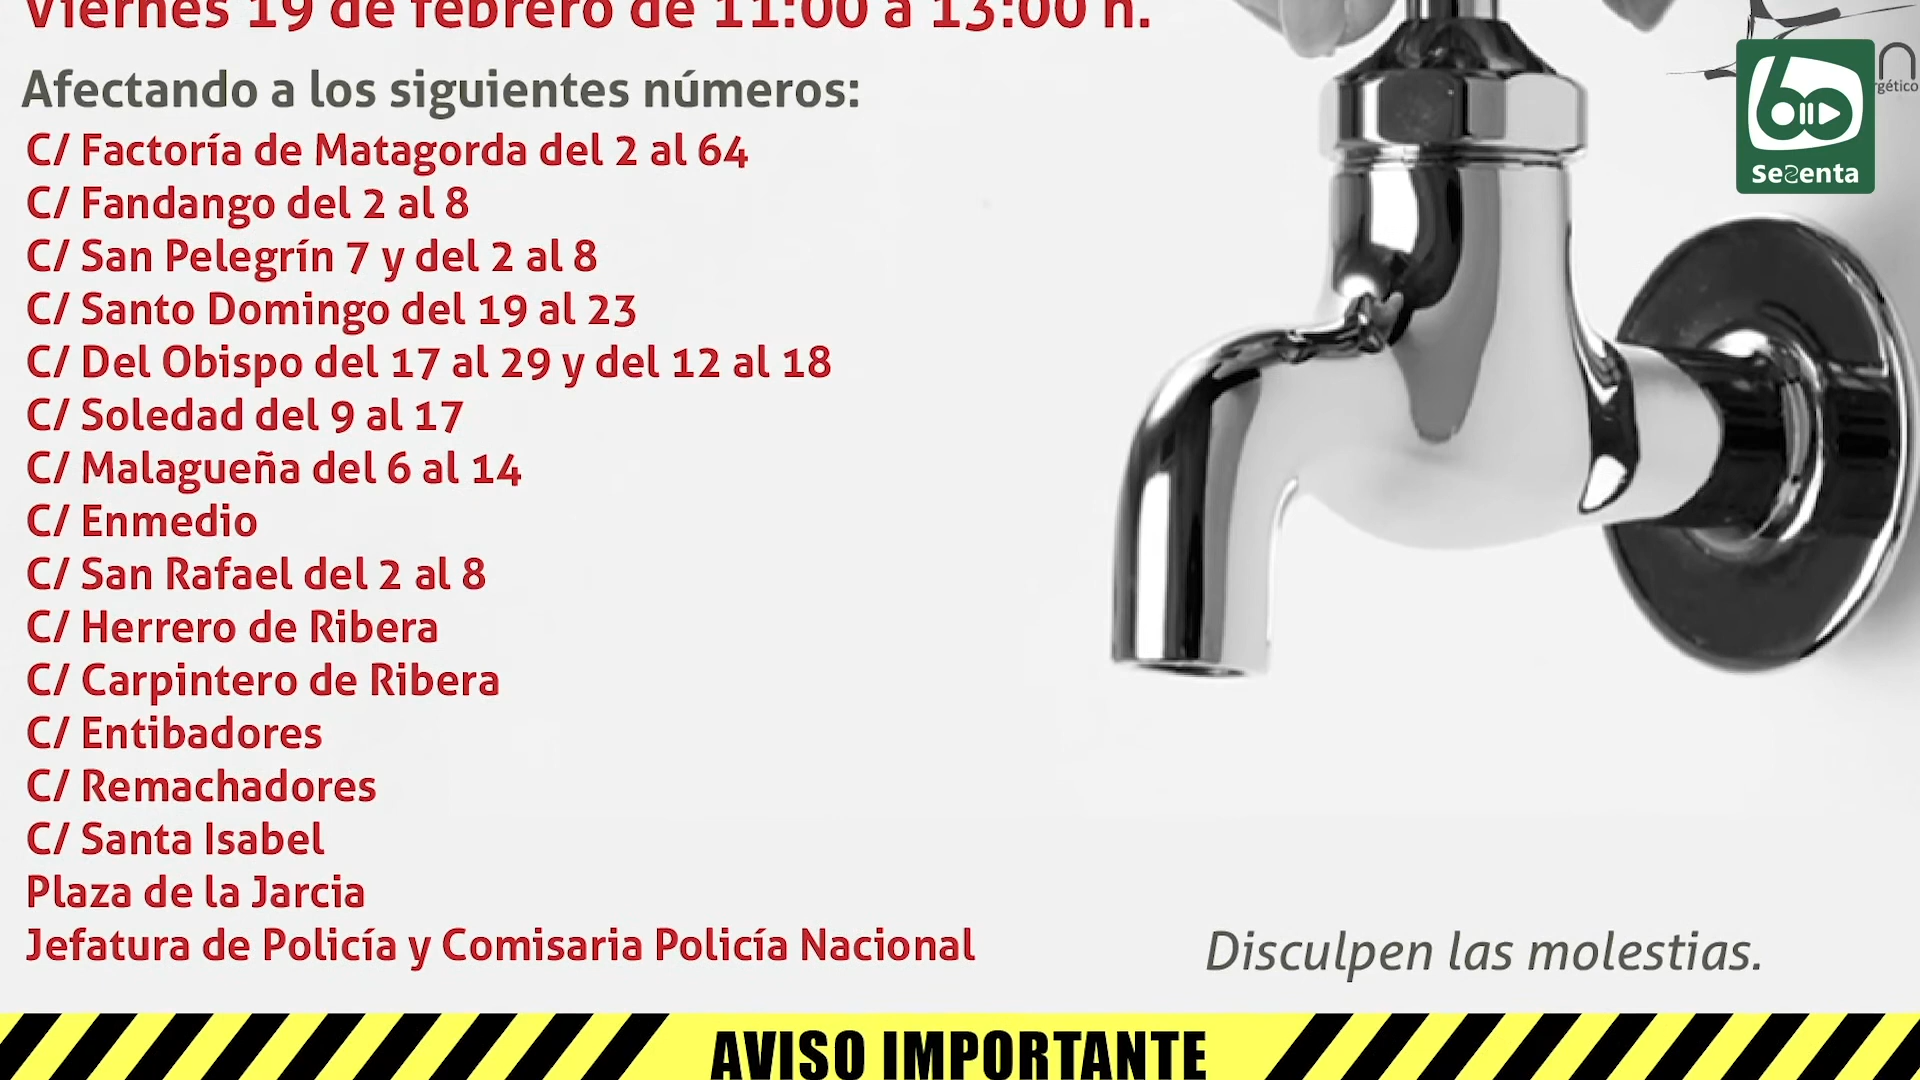 Viernes 19 de febrero de 11:00 a 13:00 h.
Afectando a los siguientes números:
C/ Factoría de Matagorda del 2 al 64
C/ Fandango del 2 al 8
C/ San Pelegrín 7 y del 2 al 8
C/ Santo Domingo del 19 al 23
C/ Del Obispo del 17 al 29 y del 12 al 18
C/ Soledad del 9 al 17
C/ Malagueña del 6 al 14
C/ Enmedio
C/ San Rafael del 2 al 8
C/ Herrero de Ribera
C/ Carpintero de Ribera
C/ Entibadores
C/ Remachadores
C/ Santa Isabel
Plaza de la Jarcia
Jefatura de Policía y Comisaria Policía Nacional
SeSenta
Disculpen las molestias.
AVISO IMPORTANTE